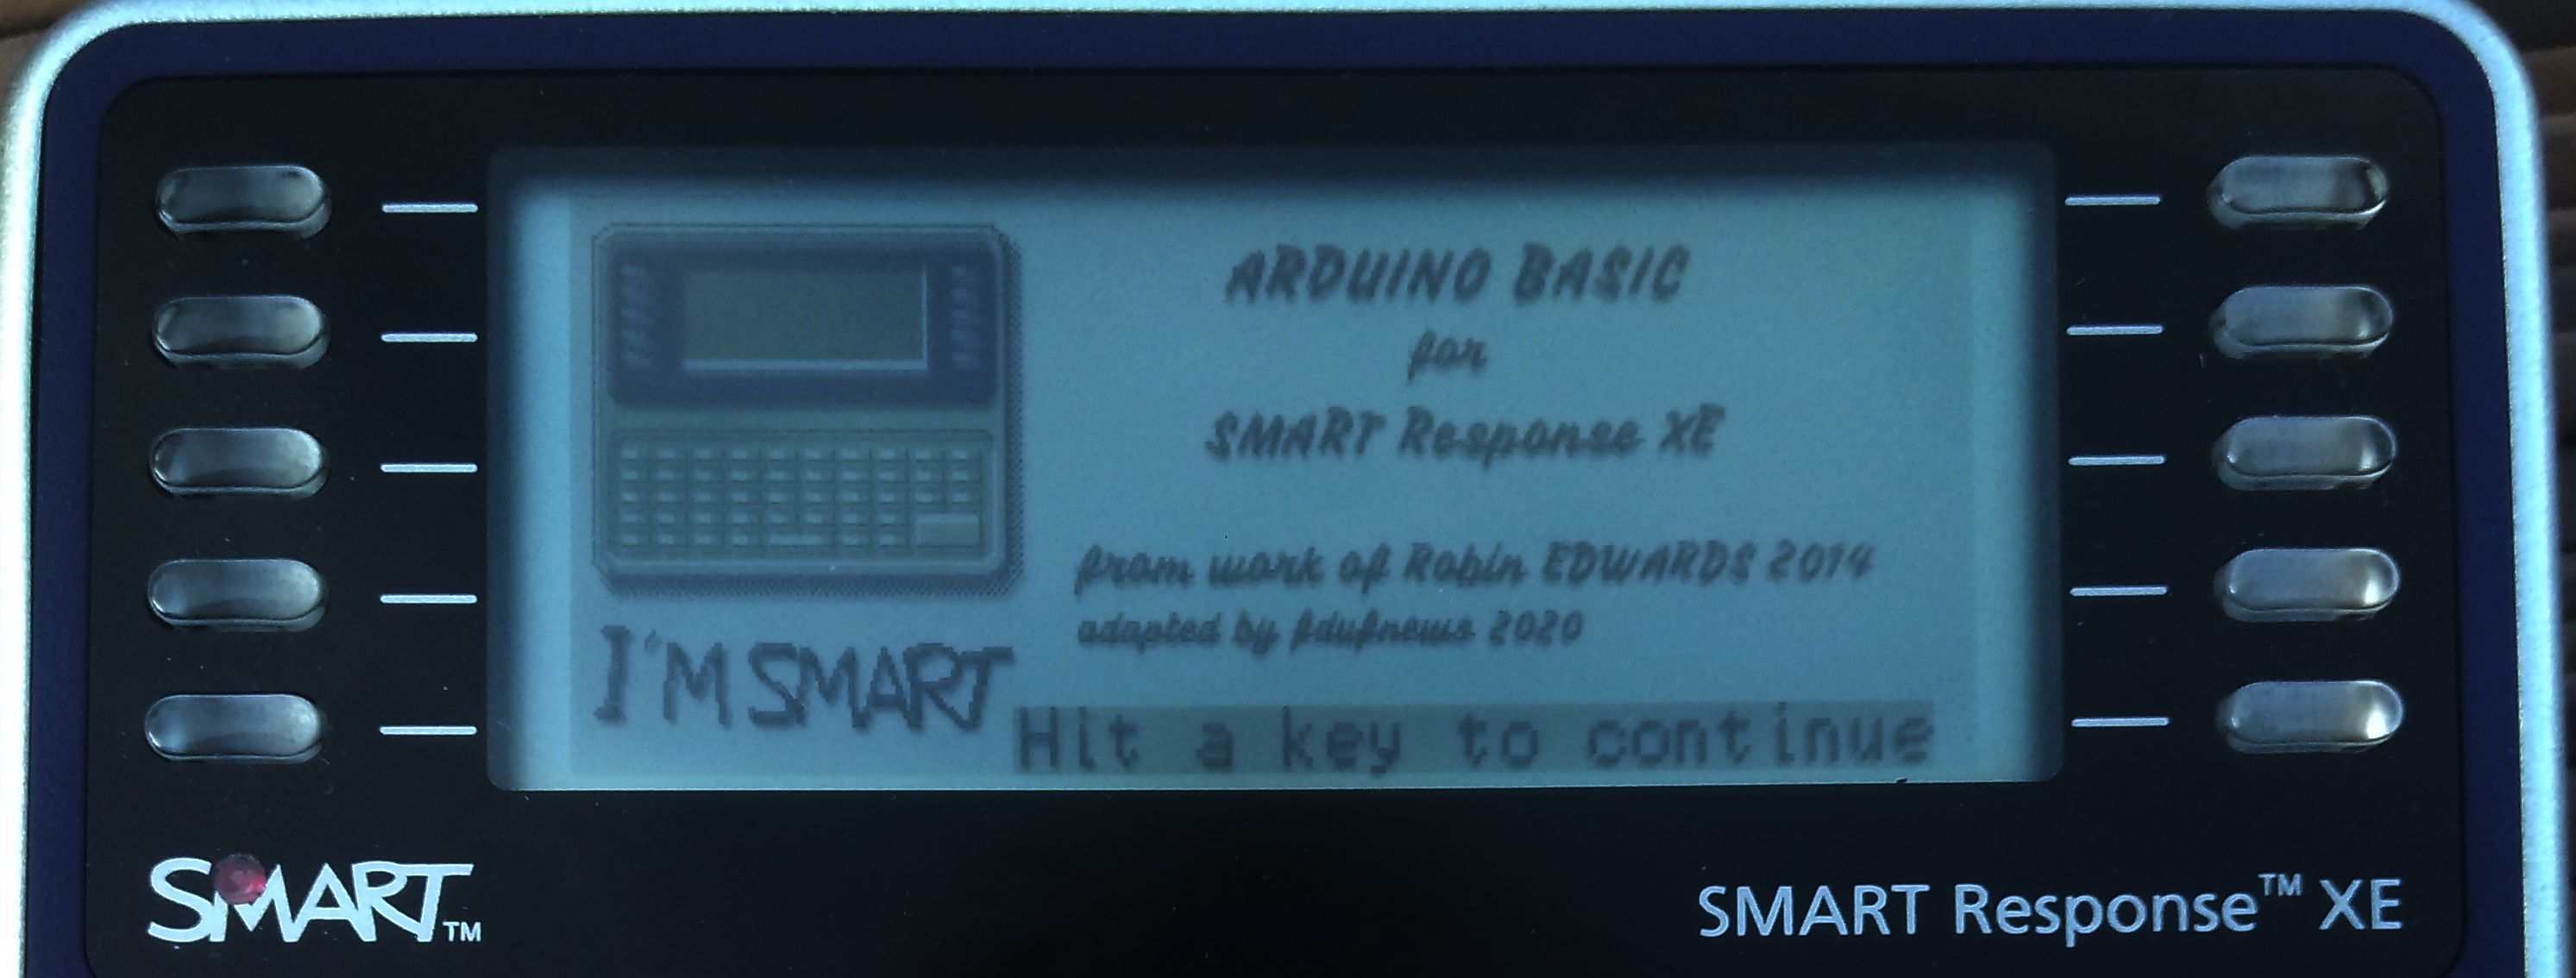 ARDUINO BASIC
for
SMART Response XE
from work of Robin EDWARDS 2014
adapted by fdufnews 2020
I'M SMART
Hit a key to continue
SMART™
SMART Response™ XE